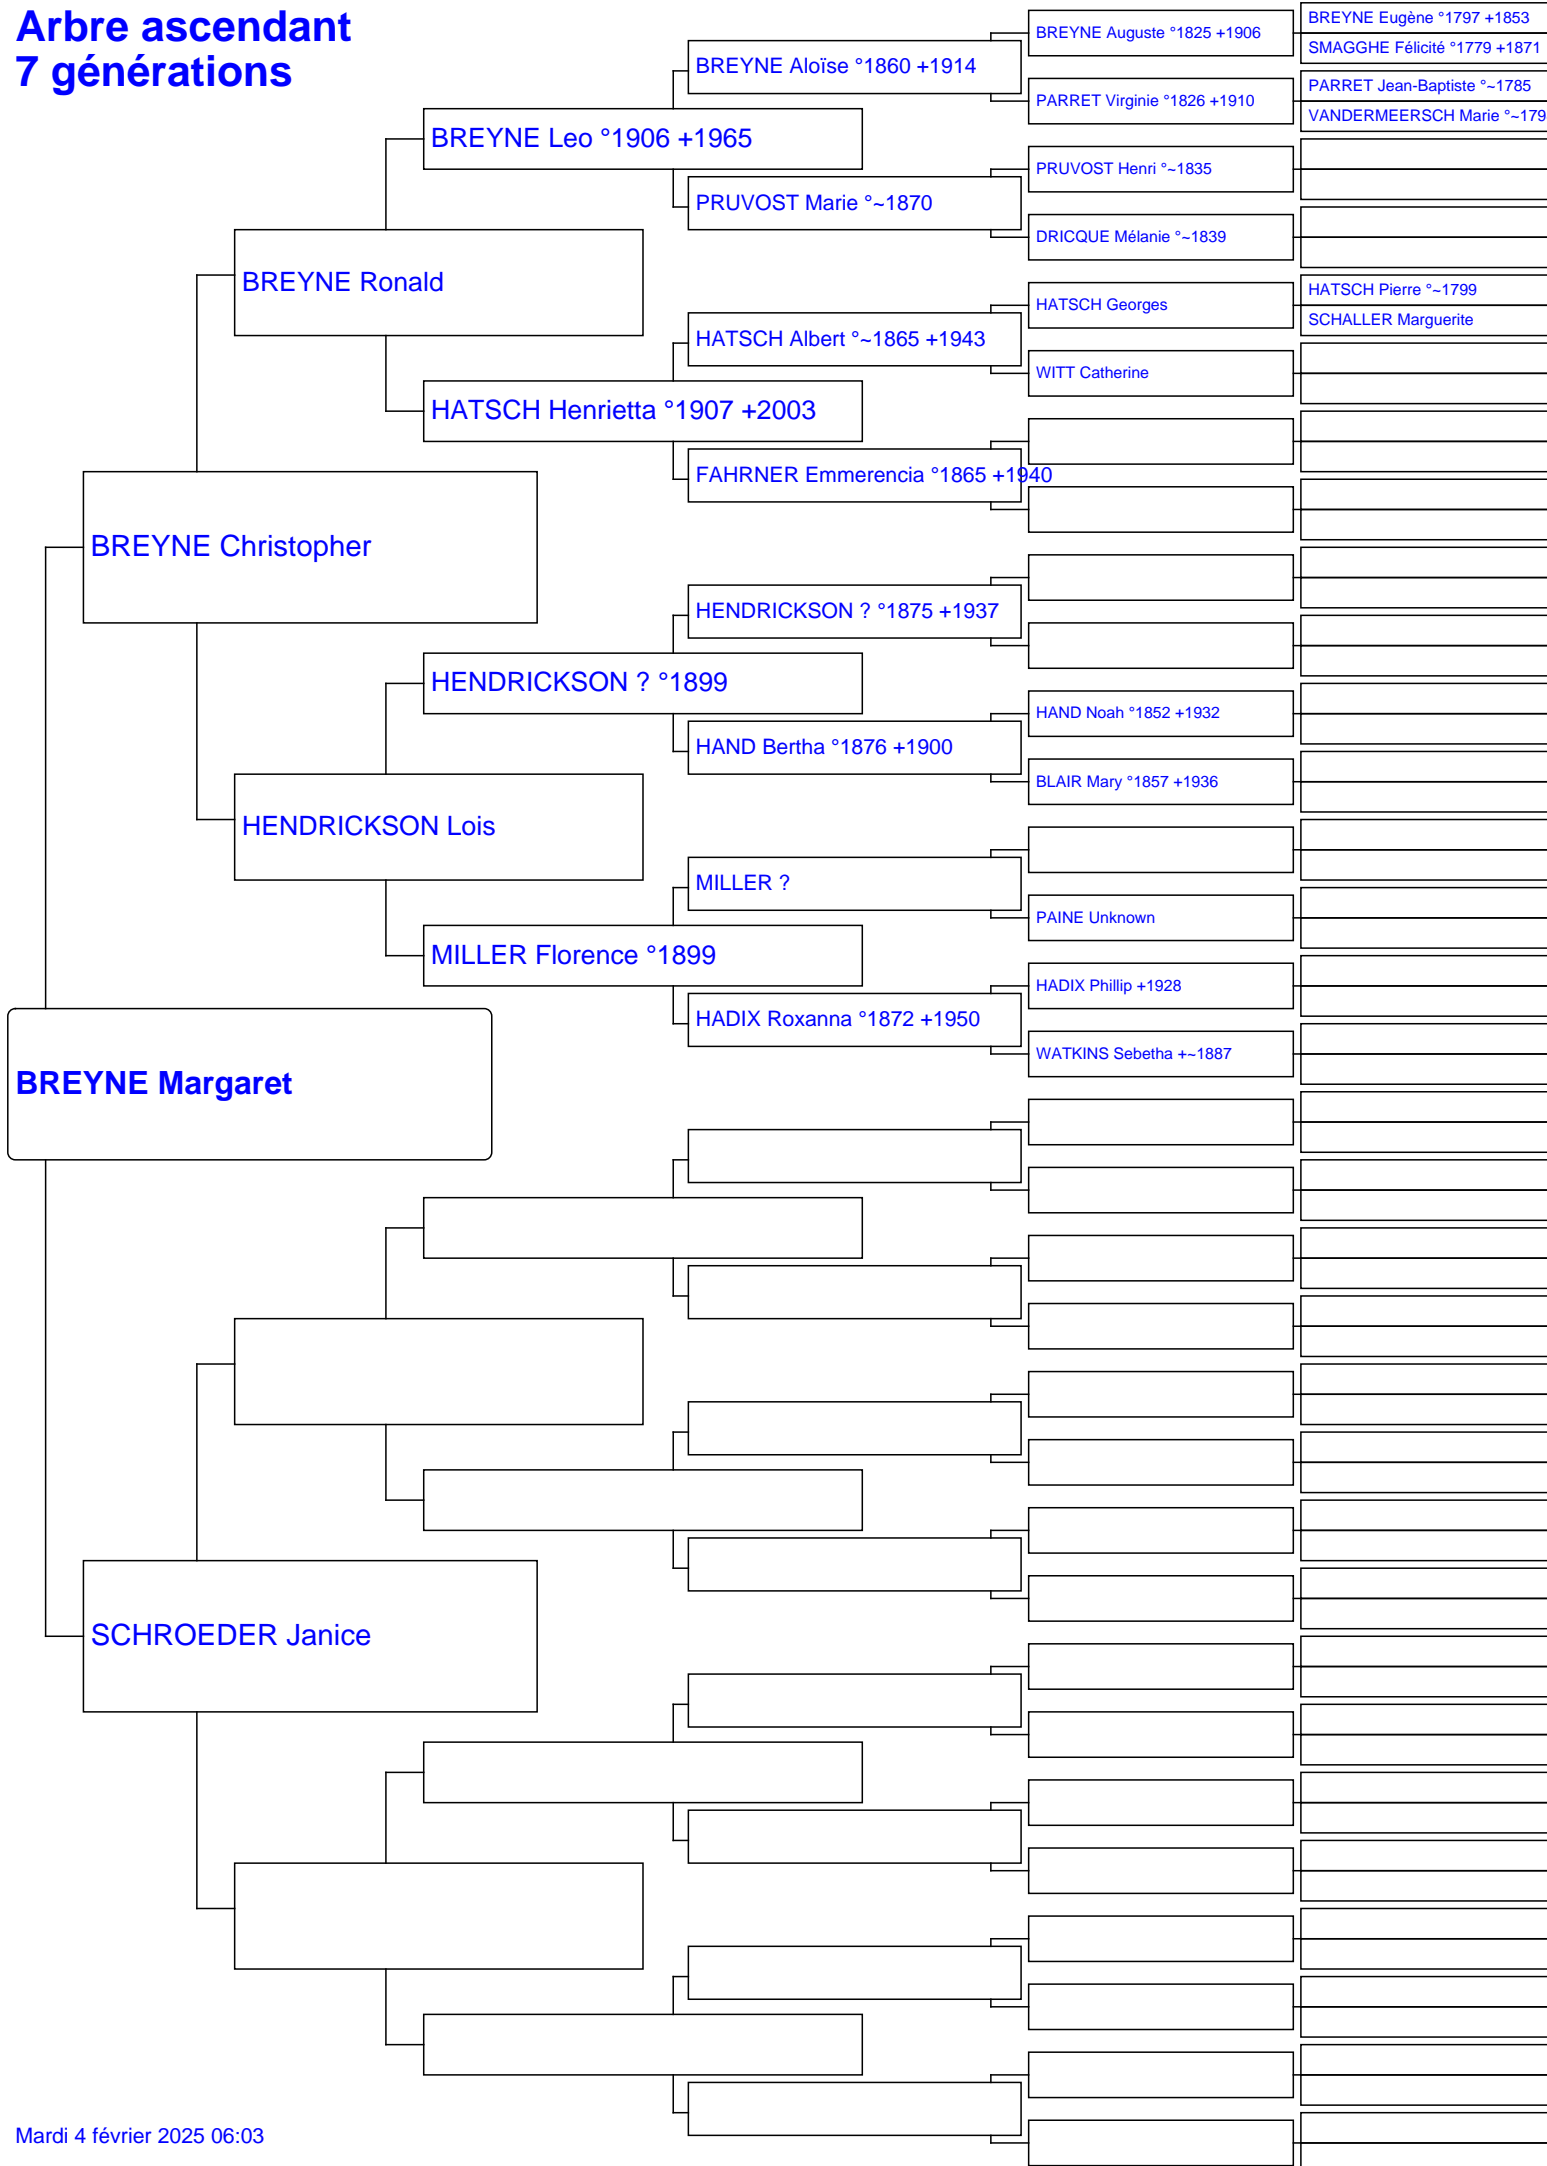 Arbre ascendant
7 générations
BREYNE Eugène °1797 +1853
BREYNE Auguste °1825 +1906
SMAGGHE Félicité °1779 +1871
BREYNE Aloïse °1860 +1914
PARRET Jean-Baptiste °~1785
PARRET Virginie °1826 +1910
VANDERMEERSCH Marie °~179
BREYNE Leo °1906 +1965
PRUVOST Henri °~1835
PRUVOST Marie °~1870
DRICQUE Mélanie °~1839
BREYNE Ronald
HATSCH Pierre °~1799
HATSCH Georges
SCHALLER Marguerite
HATSCH Albert °~1865 +1943
WITT Catherine
HATSCH Henrietta °1907 +2003
FAHRNER Emmerencia °1865 +1940
BREYNE Christopher
HENDRICKSON ? °1875 +1937
HENDRICKSON ? °1899
HAND Noah °1852 +1932
HAND Bertha °1876 +1900
BLAIR Mary °1857 +1936
HENDRICKSON Lois
MILLER ?
PAINE Unknown
MILLER Florence °1899
HADIX Phillip +1928
HADIX Roxanna °1872 +1950
WATKINS Sebetha +~1887
BREYNE Margaret
SCHROEDER Janice
Mardi 4 février 2025 06:03